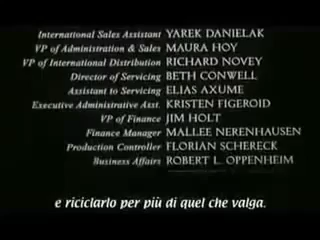 International Sales Assistant YAREK DANIELAK
VP of Administration & Sales MAURA HOY
VP of International Distribution RICHARD NOVEY
Director of Servicing BETH CONWELL
Assistant to Servicing ELIAS AXUME
Executive Administrative Asst. KRISTEN FIGEROID
VP of Finance JIM HOLT
Finance Manager MALLEE NERENHAUSEN
Production Controller FLORIAN SCHERECK
Business Affairs ROBERT L. OPPENHEIM
e riciclarlo per più di quel che valga.